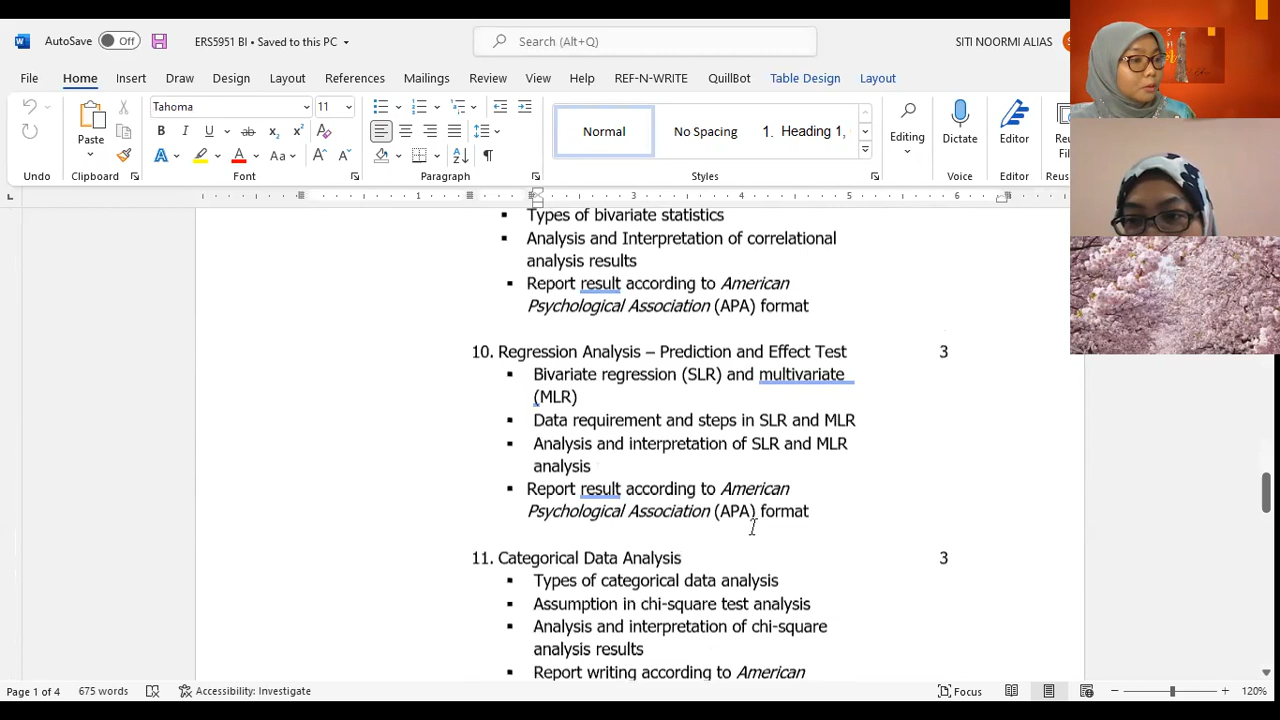 AutoSave Off ERS5951 BI • Saved to this PC Search (Alt+Q) SITI NOORMI ALIAS
File Home Insert Draw Design Layout References Mailings Review View Help REF-N-WRITE QuillBot Table Design Layout
Tahoma 11 Normal No Spacing 1. Heading 1,
Paste Editing Dictate Editor
Undo Clipboard Font Paragraph Styles Voice Editor
1 3 4 5 6
Types of bivariate statistics
Analysis and Interpretation of correlational
analysis results
Report result according to American
Psychological Association (APA) format
10. Regression Analysis – Prediction and Effect Test 3
Bivariate regression (SLR) and multivariate
(MLR)
Data requirement and steps in SLR and MLR
Analysis and interpretation of SLR and MLR
analysis
Report result according to American
Psychological Association (APA) format
11. Categorical Data Analysis 3
Types of categorical data analysis
Assumption in chi-square test analysis
Analysis and interpretation of chi-square
analysis results
Report writing according to American
Page 1 of 4 675 words Accessibility: Investigate Focus 120%